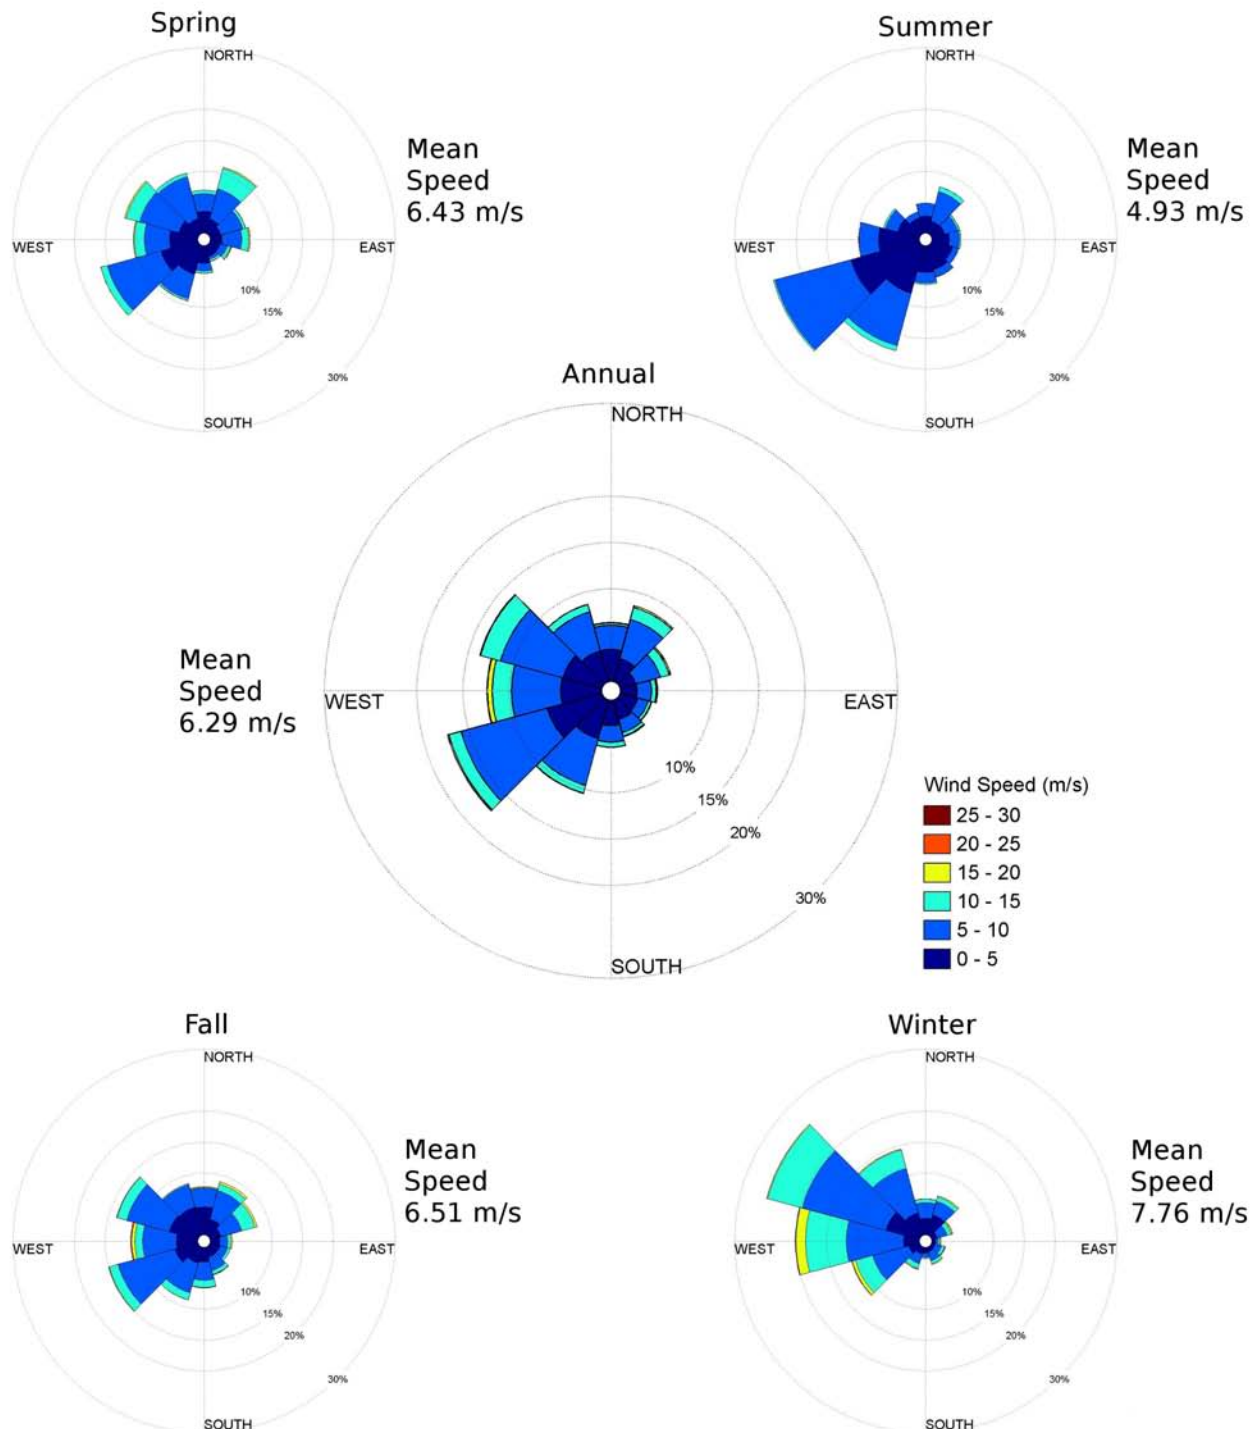 Spring
NORTH
Mean
Speed
6.43 m/s
WEST
EAST
10%
15%
20%
30%
SOUTH
Summer
NORTH
Mean
Speed
4.93 m/s
WEST
EAST
10%
15%
20%
30%
SOUTH
Annual
NORTH
Mean
Speed
6.29 m/s
WEST
EAST
10%
15%
20%
30%
SOUTH
Wind Speed (m/s)
25 - 30
20 - 25
15 - 20
10 - 15
5 - 10
0 - 5
Fall
NORTH
Mean
Speed
6.51 m/s
WEST
EAST
10%
15%
20%
30%
SOUTH
Winter
NORTH
Mean
Speed
7.76 m/s
WEST
EAST
10%
15%
20%
30%
SOUTH